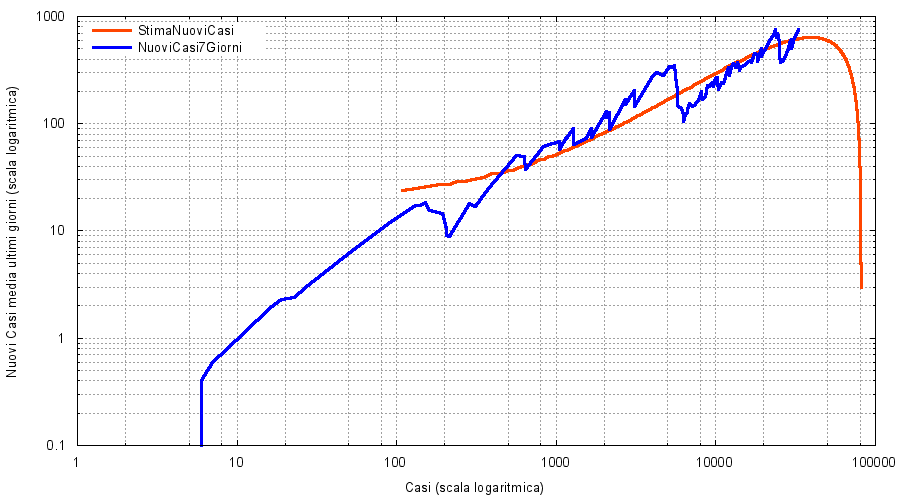 1000
StimaNuoviCasi
NuoviCasi7Giorni
100
10
1
0.1
Nuovi Casi media ultimi giorni (scala logaritmica)
1 10 100 1000 10000 100000
Casi (scala logaritmica)